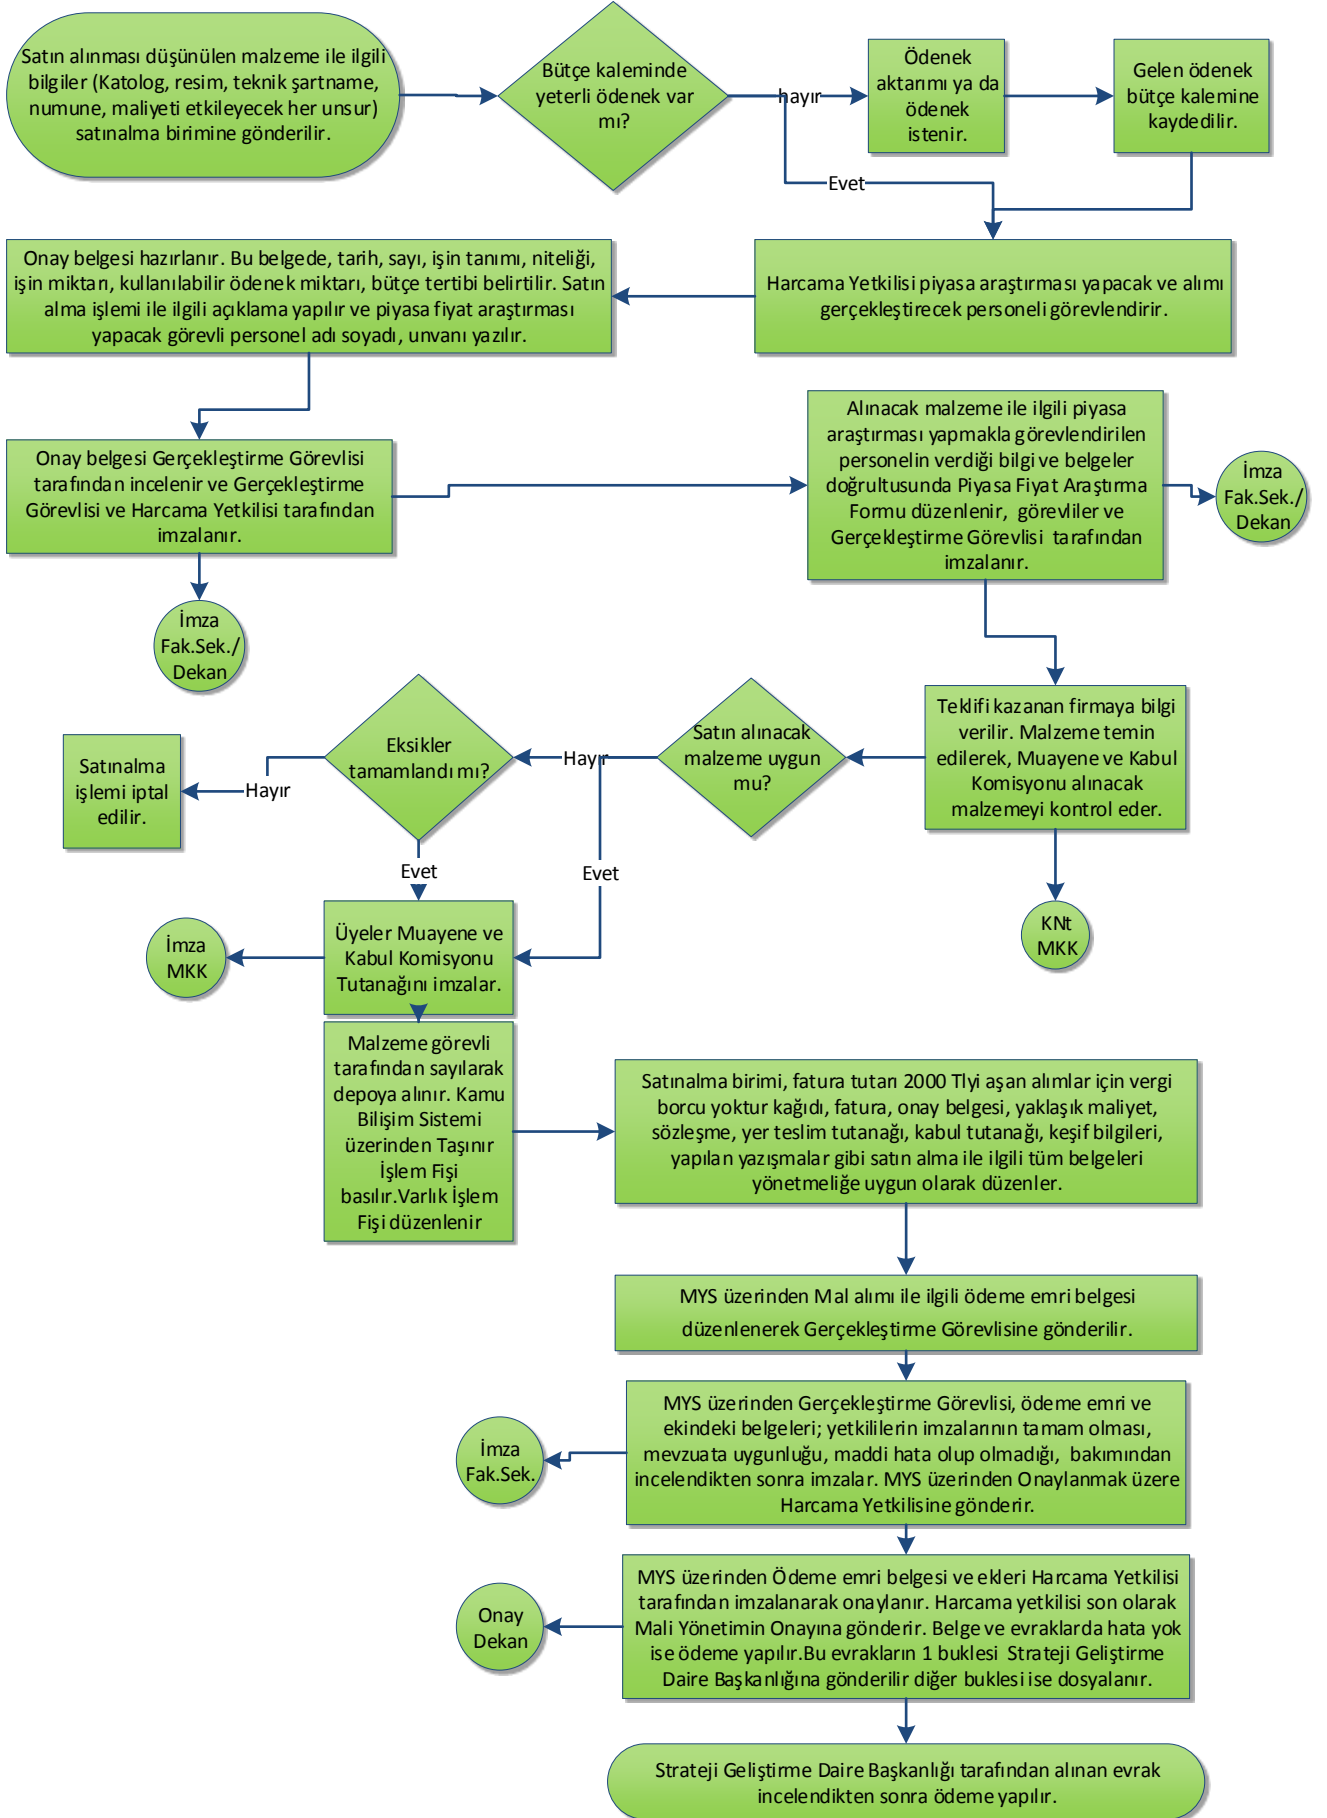 Satın alınması düşünülen malzeme ile ilgili
bilgiler (Katolog, resim, teknik şartname,
numune, maliyeti etkileyecek her unsur)
satınalma birimine gönderilir.
Bütçe kaleminde
yeterli ödenek var
mı?
hayır
Ödenek
aktarımı ya da
ödenek
istenir.
Gelen ödenek
bütçe kalemine
kaydedilir.
Evet
Harcama Yetkilisi piyasa araştırması yapacak ve alımı
gerçekleştirecek personeli görevlendirir.
Onay belgesi hazırlanır. Bu belgede, tarih, sayı, işin tanımı, niteliği,
işin miktarı, kullanılabilir ödenek miktarı, bütçe tertibi belirtilir. Satın
alma işlemi ile ilgili açıklama yapılır ve piyasa fiyat araştırması
yapacak görevli personel adı soyadı, unvanı yazılır.
Onay belgesi Gerçekleştirme Görevlisi
tarafından incelenir ve Gerçekleştirme
Görevlisi ve Harcama Yetkilisi tarafından
imzalanır.
İmza
Fak.Sek./
Dekan
Alınacak malzeme ile ilgili piyasa
araştırması yapmakla görevlendirilen
personelin verdiği bilgi ve belgeler
doğrultusunda Piyasa Fiyat Araştırma
Formu düzenlenir, görevliler ve
Gerçekleştirme Görevlisi tarafından
imzalanır.
İmza
Fak.Sek./
Dekan
Teklifi kazanan firmaya bilgi
verilir. Malzeme temin
edilerek, Muayene ve Kabul
Komisyonu alınacak
malzemeyi kontrol eder.
KNt
MKK
Satın alınacak
malzeme uygun
mu?
Hayır
Eksikler
tamamlandı mı?
Hayır
Satınalma
işlemi iptal
edilir.
Evet
Evet
Üyeler Muayene ve
Kabul Komisyonu
Tutanağını imzalar.
İmza
MKK
Malzeme görevli
tarafından sayılarak
depoya alınır. Kamu
Bilişim Sistemi
üzerinden Taşınır
İşlem Fişi
basılır.Varlık İşlem
Fişi düzenlenir
Satınalma birimi, fatura tutarı 2000 Tlyi aşan alımlar için vergi
borcu yoktur kağıdı, fatura, onay belgesi, yaklaşık maliyet,
sözleşme, yer teslim tutanağı, kabul tutanağı, keşif bilgileri,
yapılan yazışmalar gibi satın alma ile ilgili tüm belgeleri
yönetmeliğe uygun olarak düzenler.
MYS üzerinden Mal alımı ile ilgili ödeme emri belgesi
düzenlenerek Gerçekleştirme Görevlisine gönderilir.
MYS üzerinden Gerçekleştirme Görevlisi, ödeme emri ve
ekindeki belgeleri; yetkililerin imzalarının tamam olması,
mevzuata uygunluğu, maddi hata olup olmadığı, bakımından
incelendikten sonra imzalar. MYS üzerinden Onaylanmak üzere
Harcama Yetkilisine gönderir.
İmza
Fak.Sek.
MYS üzerinden Ödeme emri belgesi ve ekleri Harcama Yetkilisi
tarafından imzalanarak onaylanır. Harcama yetkilisi son olarak
Mali Yönetimin Onayına gönderir. Belge ve evraklarda hata yok
ise ödeme yapılır.Bu evrakların 1 buklesi Strateji Geliştirme
Daire Başkanlığına gönderilir diğer buklesi ise dosyalanır.
Onay
Dekan
Strateji Geliştirme Daire Başkanlığı tarafından alınan evrak
incelendikten sonra ödeme yapılır.